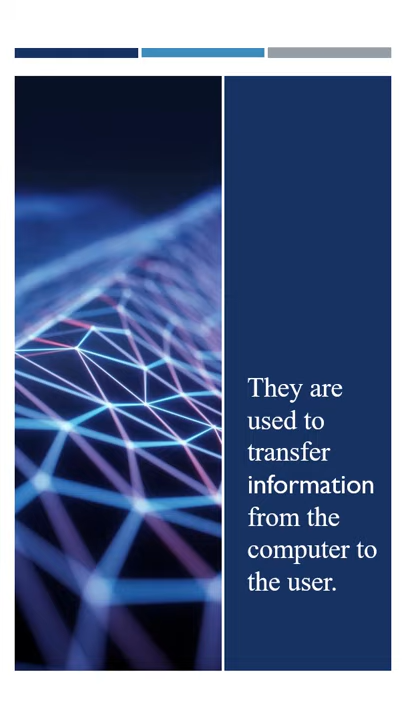 They are
used to
transfer
information
from the
computer to
the user.